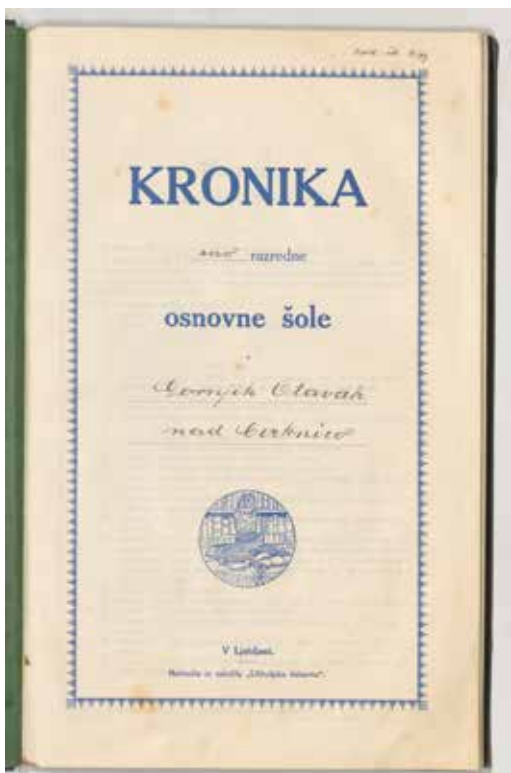 KRONIKA
eno razredne
osnovne šole
v
Gornjih Otavah
nad Cerknico
V Ljubljani.
Natisnila in založila „Učiteljska tiskarna“.